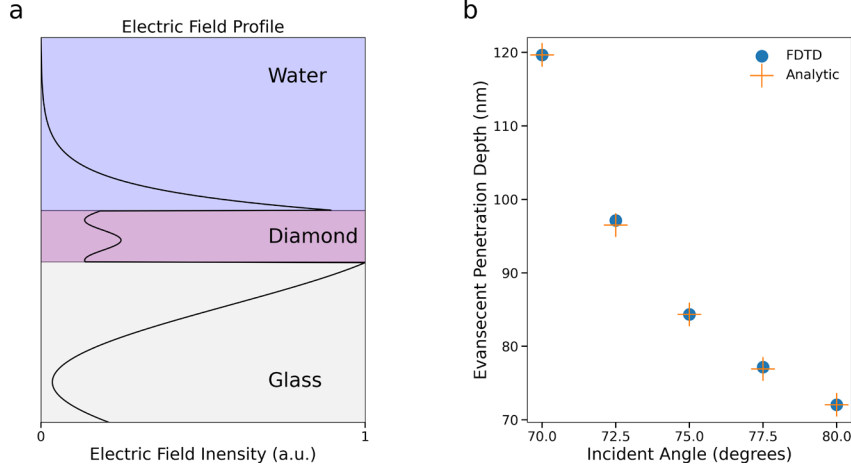 a
Electric Field Profile
Water
Diamond
Glass
0
1
Electric Field Inensity (a.u.)
b
Evansecent Penetration Depth (nm)
120
110
100
90
80
70
FDTD
Analytic
70.0
72.5
75.0
77.5
80.0
Incident Angle (degrees)